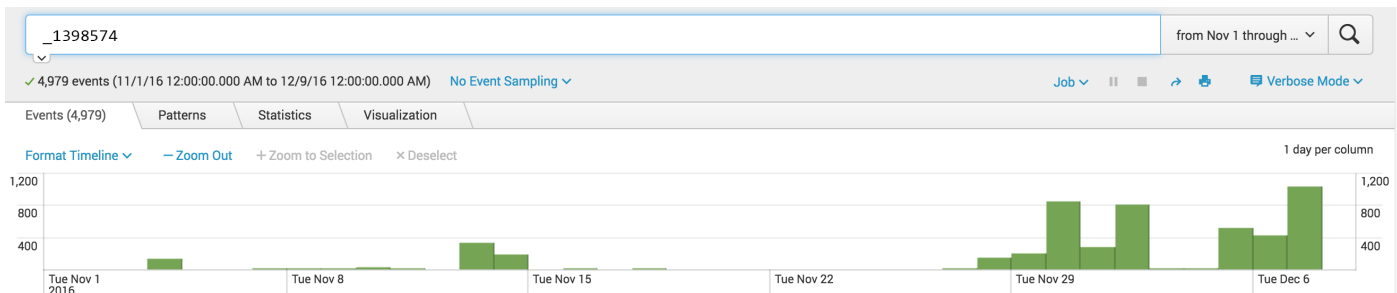 _1398574
from Nov 1 through ...
4,979 events (11/1/16 12:00:00.000 AM to 12/9/16 12:00:00.000 AM) No Event Sampling
Job
Verbose Mode
Events (4,979) Patterns Statistics Visualization
Format Timeline − Zoom Out + Zoom to Selection × Deselect
1 day per column
1,200 1,200
800 800
400 400
Tue Nov 1 Tue Nov 8 Tue Nov 15 Tue Nov 22 Tue Nov 29 Tue Dec 6
2016